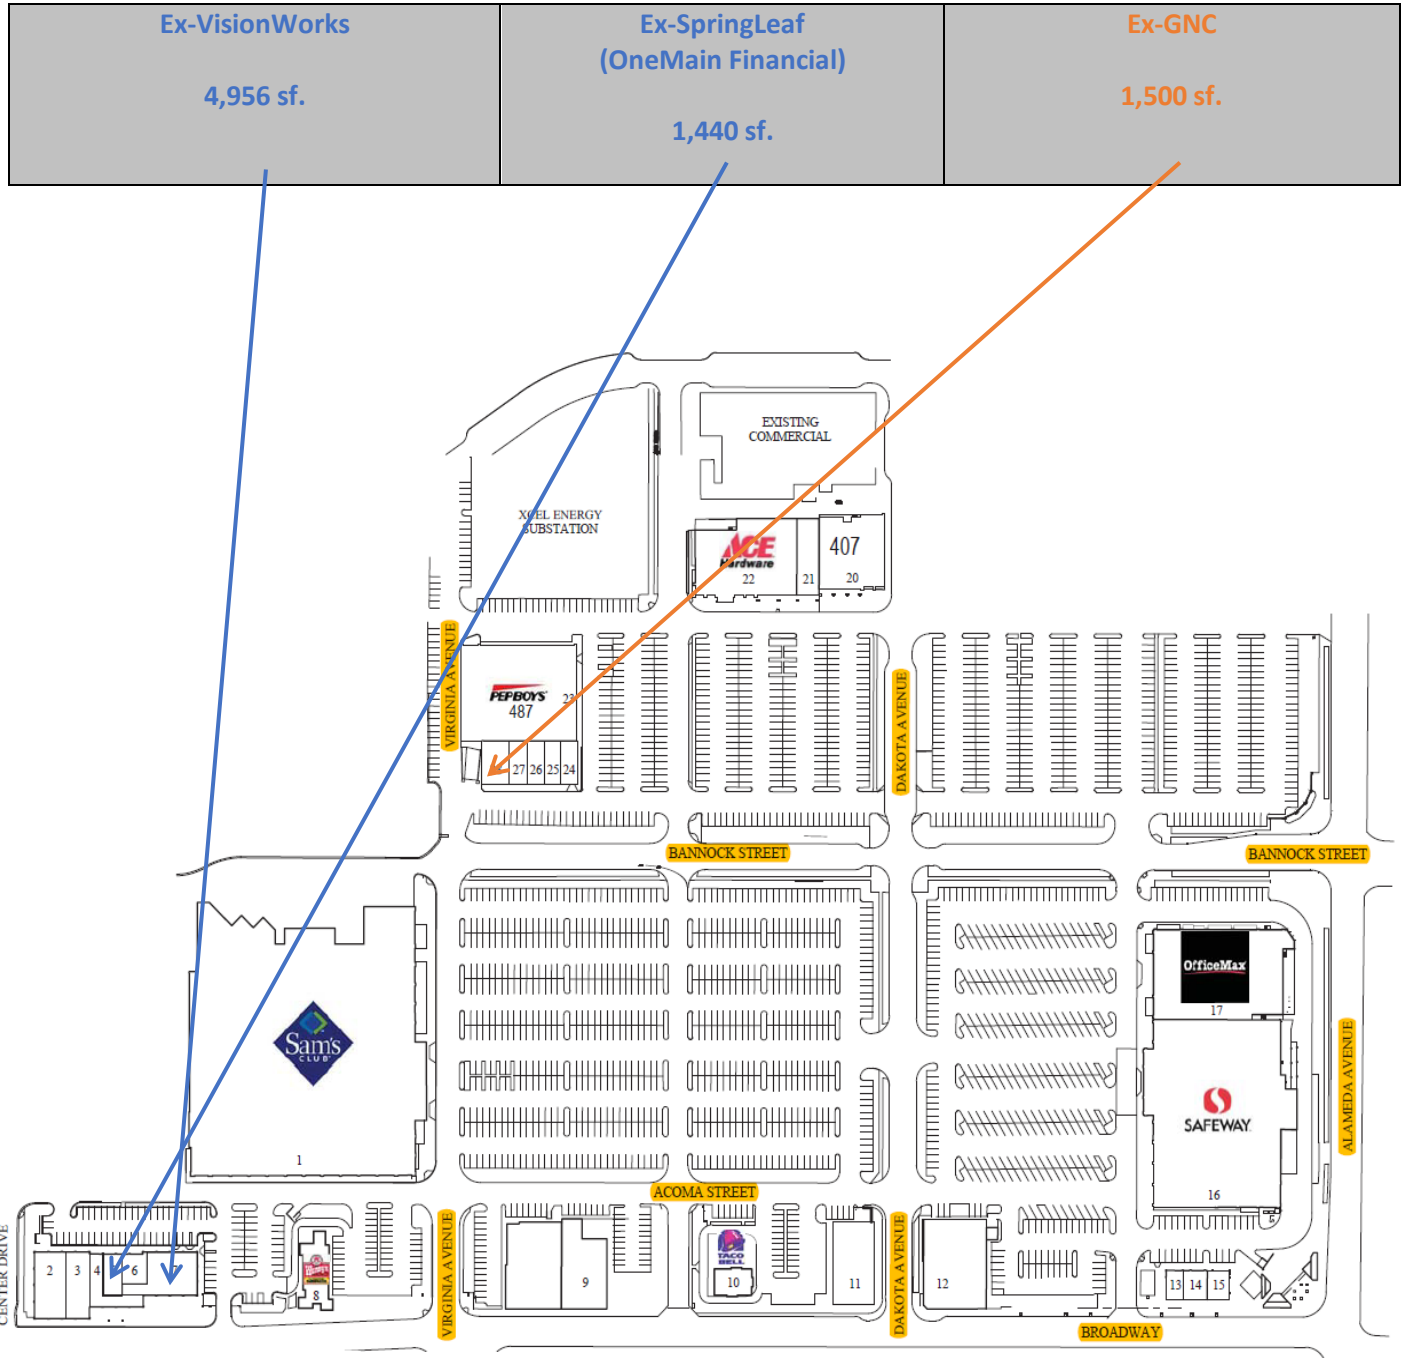 Ex-VisionWorks
4,956 sf.
Ex-SpringLeaf
(OneMain Financial)
1,440 sf.
Ex-GNC
1,500 sf.
EXISTING
COMMERCIAL
XCEL ENERGY
SUBSTATION
ACE
Hardware
22
21
407
20
VIRGINIA AVENUE
PEPBOYS
487
23
27 26 25 24
DAKOTA AVENUE
BANNOCK STREET
BANNOCK STREET
OfficeMax
17
Sam's
CLUB
1
SAFEWAY
16
ALAMEDA AVENUE
ACOMA STREET
CENTER DRIVE
2 3 4 6
8
VIRGINIA AVENUE
9
TACO
BELL
10
11
DAKOTA AVENUE
12
13 14 15
BROADWAY